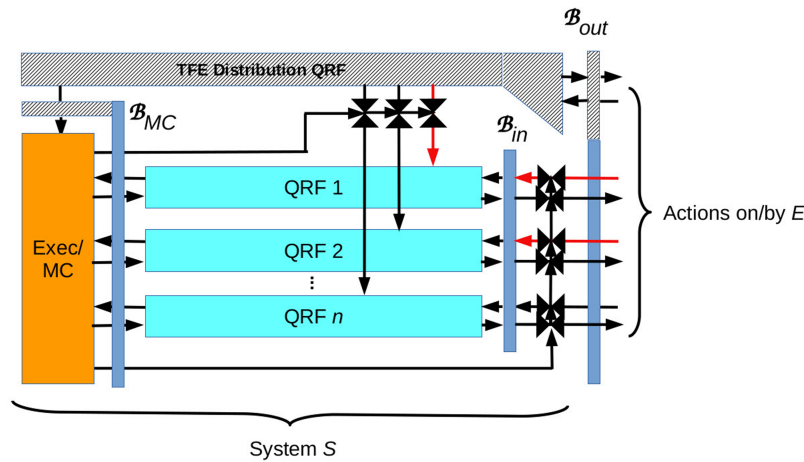 ℬout
TFE Distribution QRF
ℬMC
ℬin
QRF 1
Actions on/by E
Exec/
MC
QRF 2
...
QRF n
System S